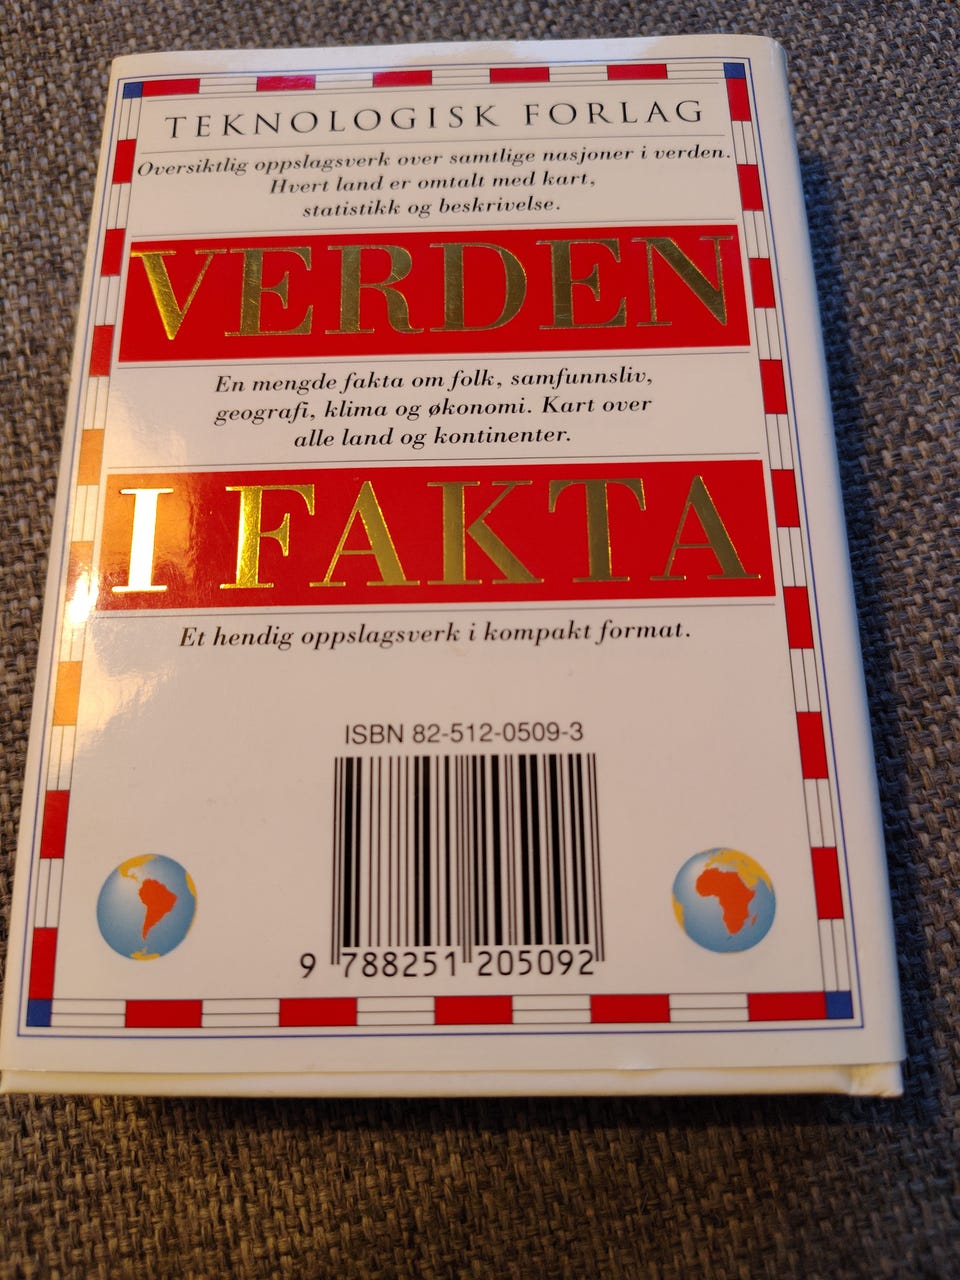 TEKNOLOGISK FORLAG
Oversiktlig oppslagsverk over samtlige nasjoner i verden.
Hvert land er omtalt med kart,
statistikk og beskrivelse.
VERDEN
En mengde fakta om folk, samfunnsliv,
geografi, klima og økonomi. Kart over
alle land og kontinenter.
I FAKTA
Et hendig oppslagsverk i kompakt format.
ISBN 82-512-0509-3
9 788251 205092